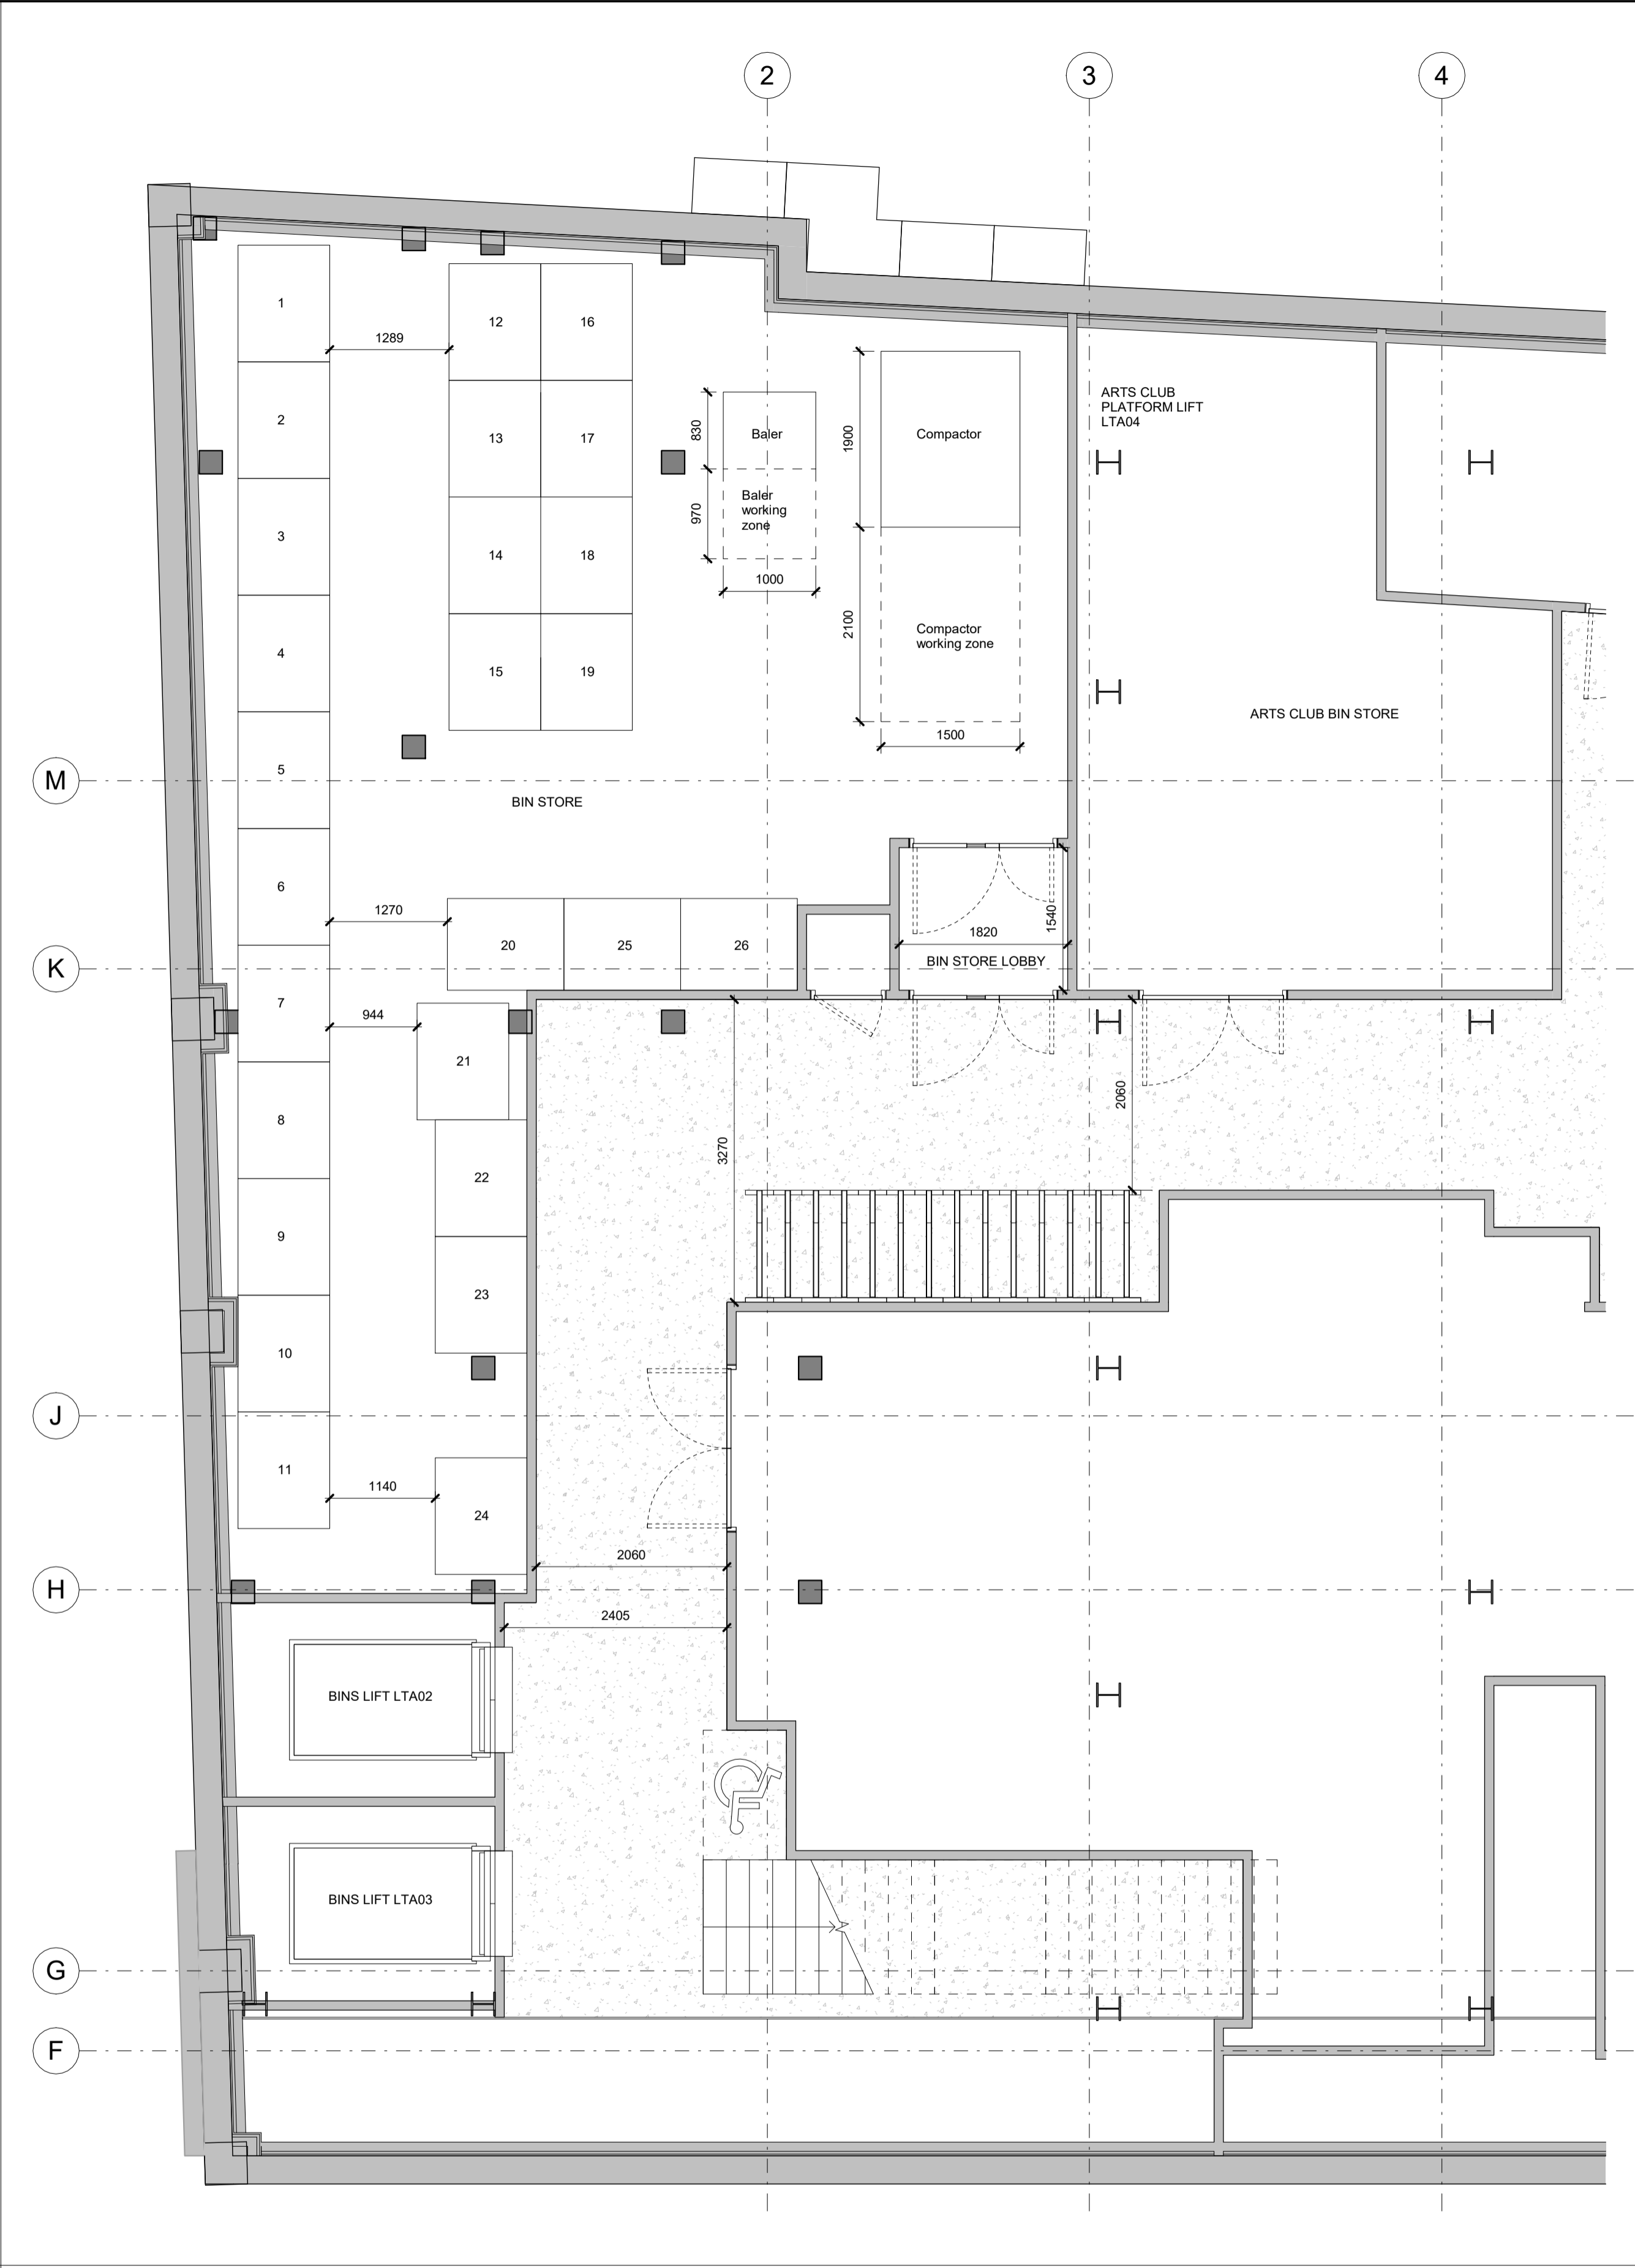 2
3
4
1
12
16
1289
ARTS CLUB
PLATFORM LIFT
LTA04
2
13
17
830
Baler
1900
Compactor
Baler
working
zone
970
3
14
18
1000
2100
Compactor
working zone
4
15
19
ARTS CLUB BIN STORE
1500
5
M
BIN STORE
6
1270
20
25
26
1820
1540
BIN STORE LOBBY
K
7
944
21
8
2060
3270
22
9
23
10
J
11
1140
24
2060
H
2405
BINS LIFT LTA02
BINS LIFT LTA03
G
F